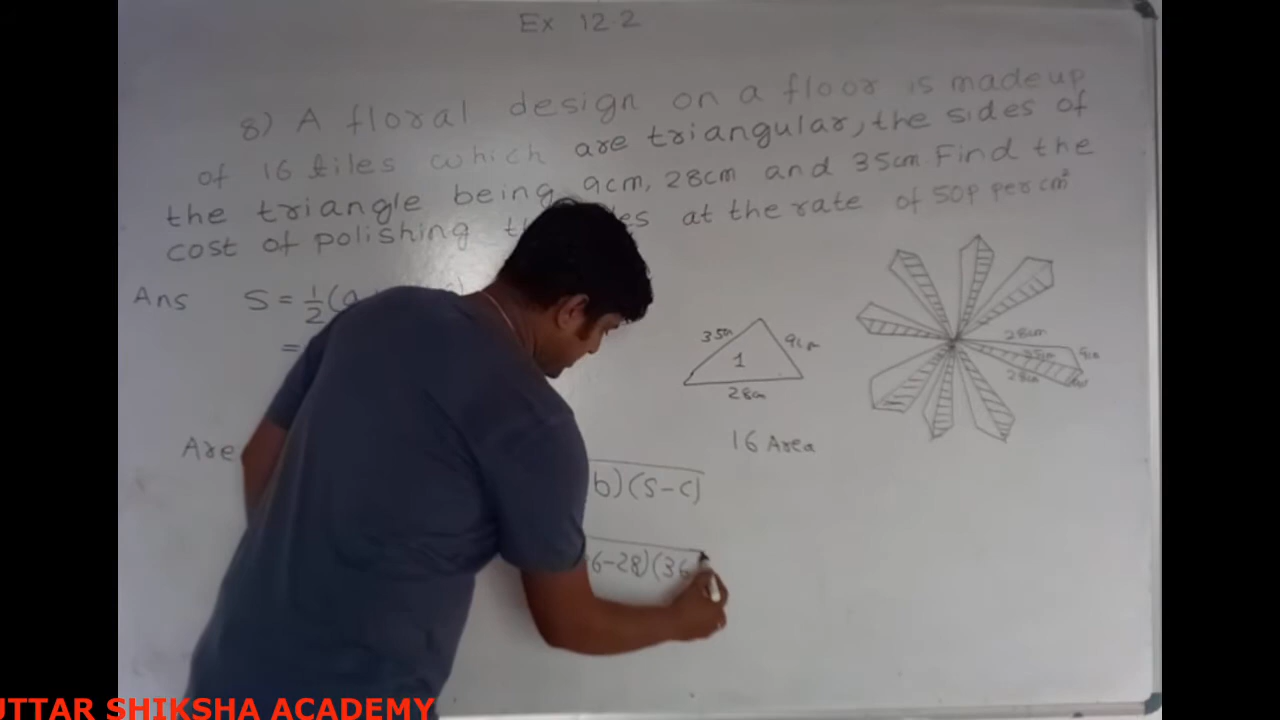 Ex 12.2
8) A floral design on a floor is made up
of 16 tiles which are triangular, the sides of
the triangle being 9cm, 28cm and 35cm. Find the
cost of polishing at the rate of 50p per cm²
Ans S = 1/2 (a
=
35cm
9cm
1
28cm
28cm
35cm
9cm
28cm
16 Area
Are
b)(S-C)
6-28)(36
UTTAR SHIKSHA ACADEMY